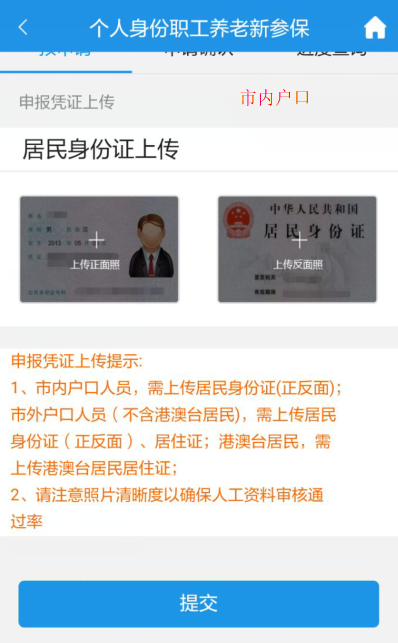 个人身份职工养老新参保
申报凭证上传
市内户口
居民身份证上传
上传正面照
中华人民共和国
居民身份证
上传反面照
申报凭证上传提示:
1、市内户口人员，需上传居民身份证(正反面)；
市外户口人员（不含港澳台居民)，需上传居民
身份证（正反面）、居住证；港澳台居民，需
上传港澳台居民居住证；
2、请注意照片清晰度以确保人工资料审核通
过率
提交